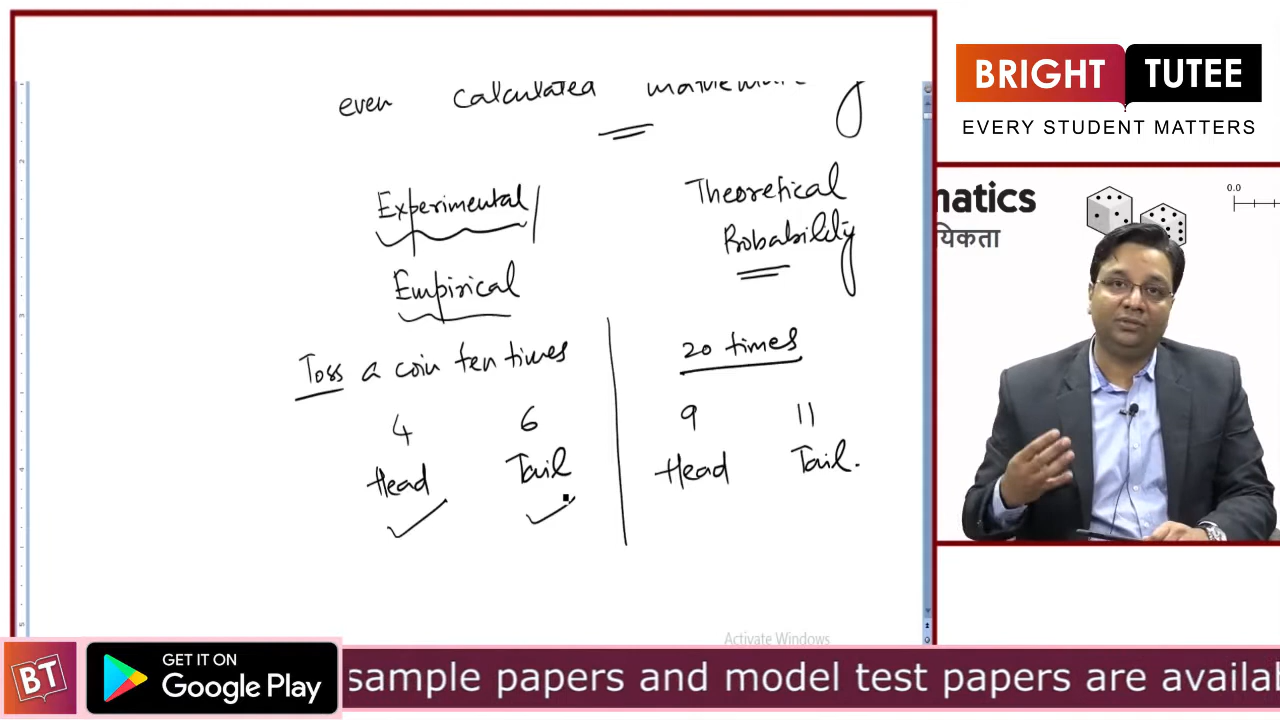 even calculated
Experimental
Empirical
Theoretical
Probability
Toss a coin ten times
4 6
Head Tail
20 times
9 11
Head Tail.
BRIGHT TUTEE
EVERY STUDENT MATTERS
matics
यिकता
0.0
Activate Windows
BT
GET IT ON
Google Play
sample papers and model test papers are availa